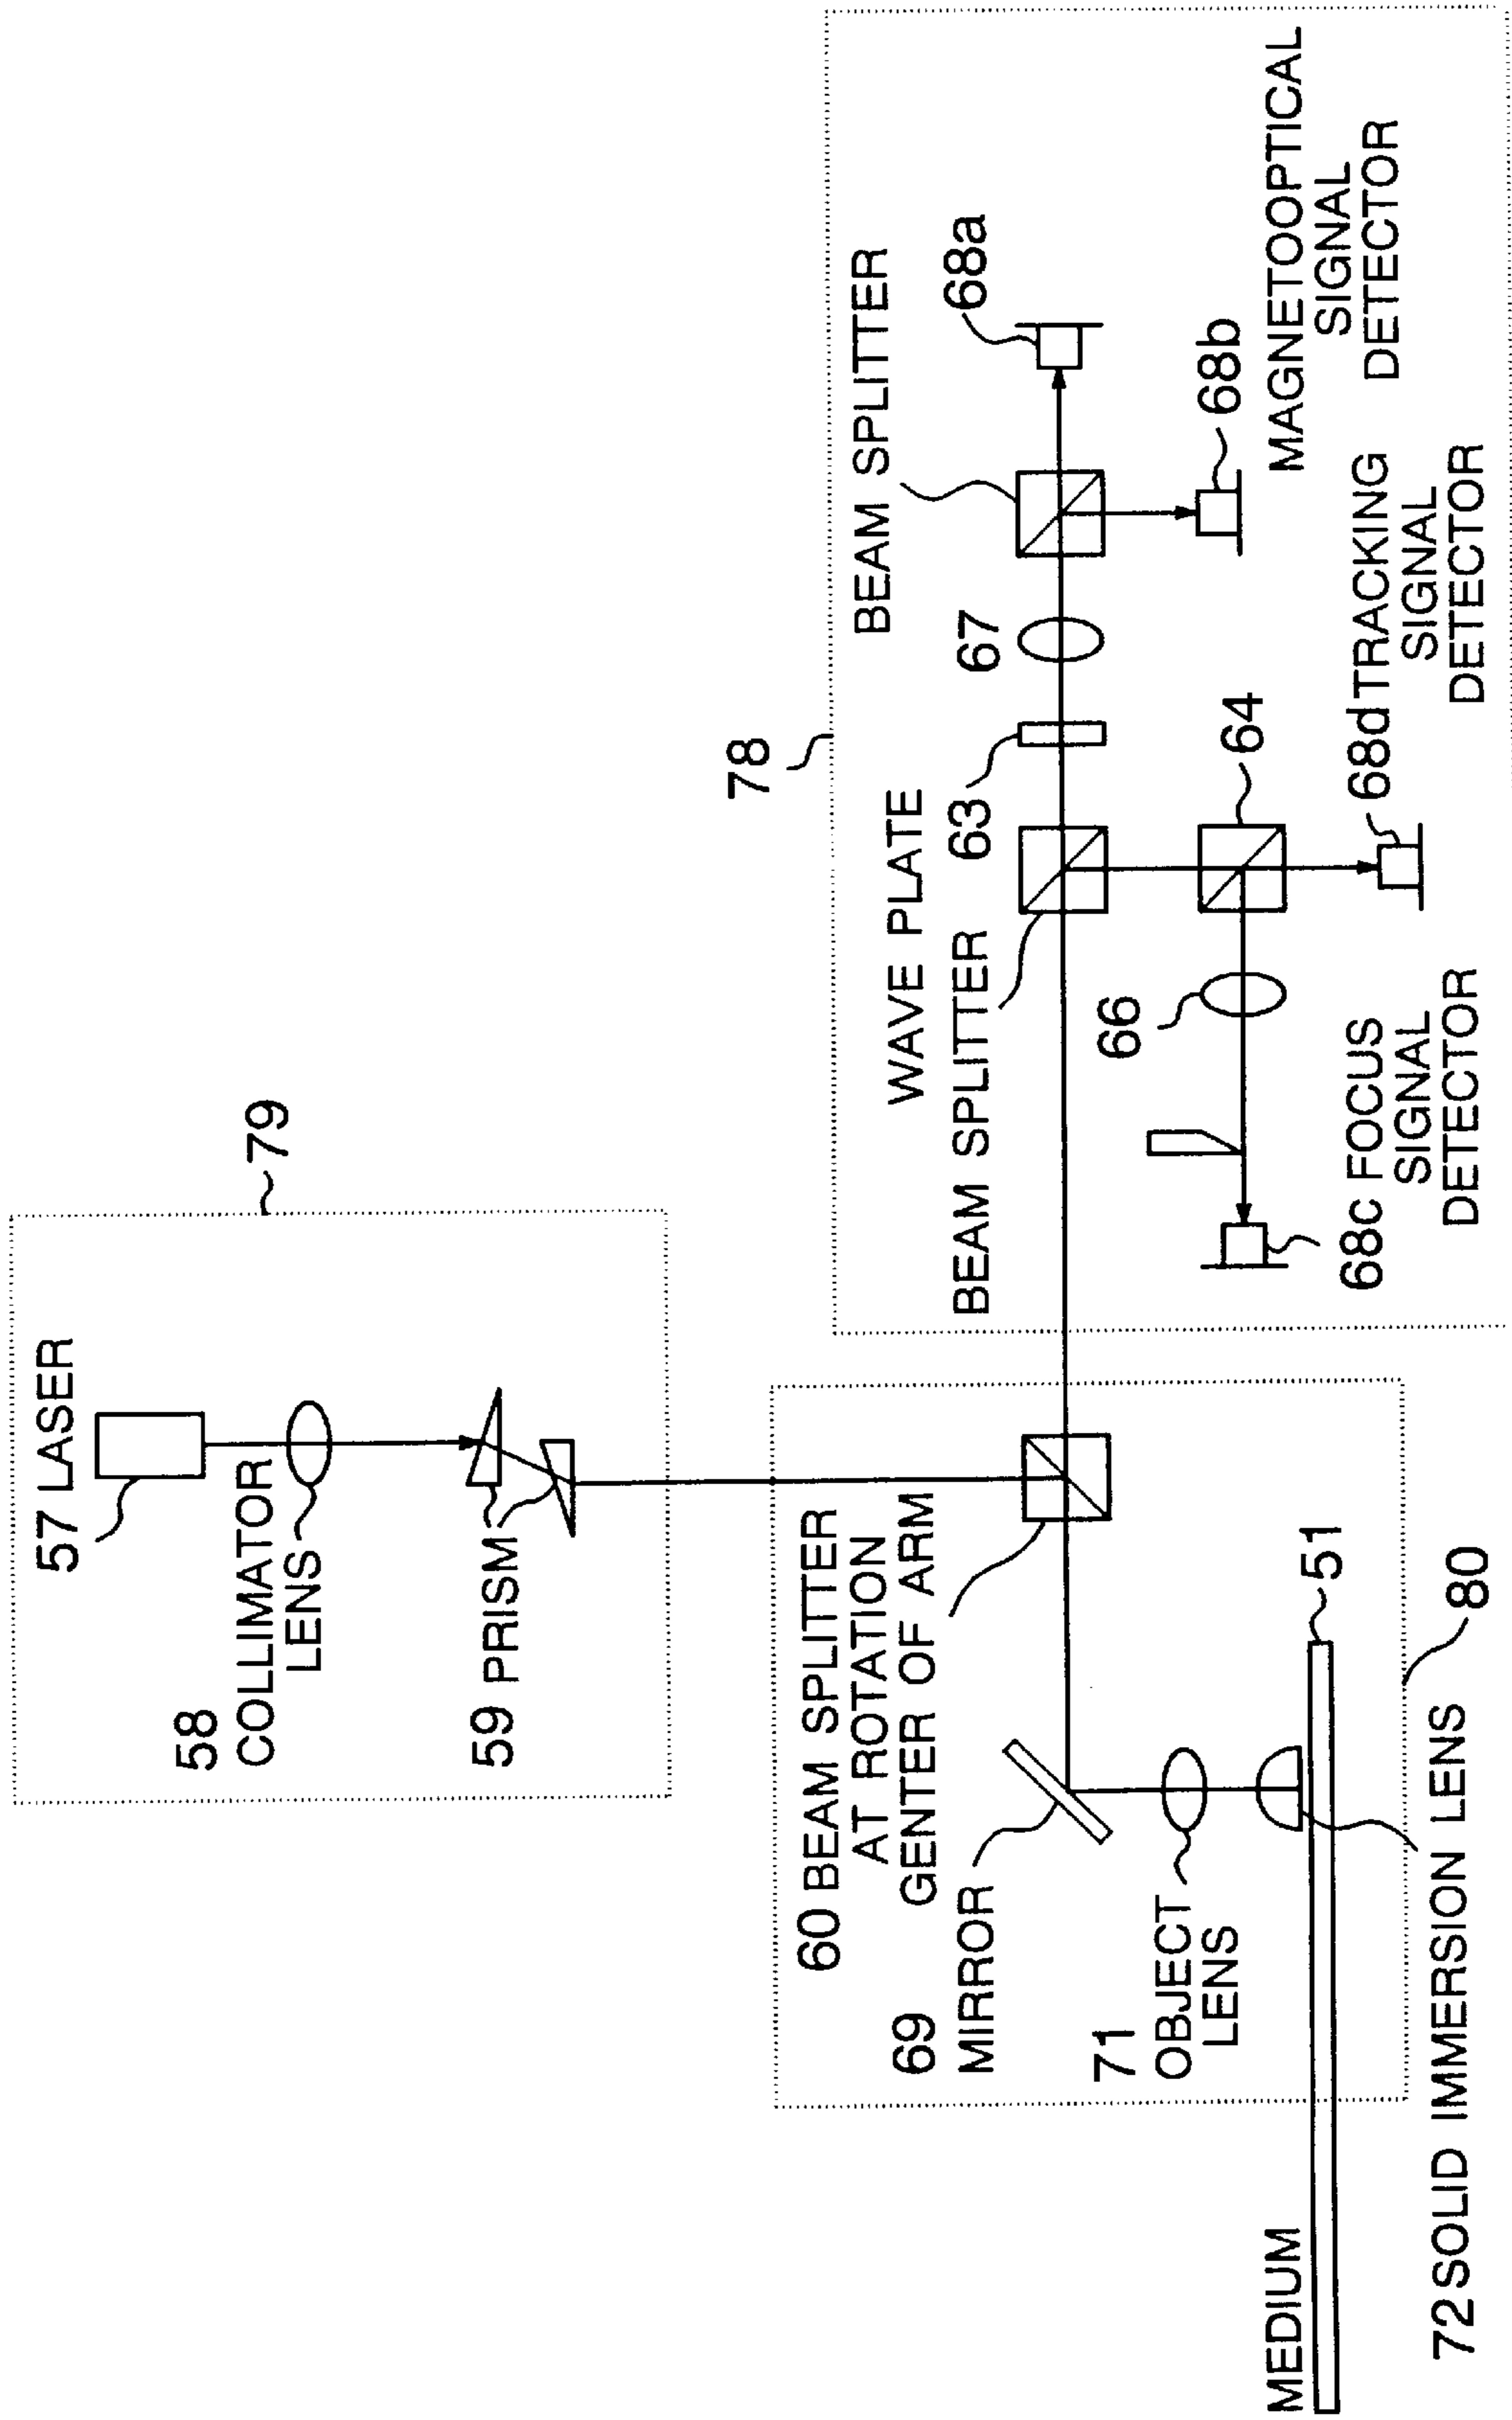 57 LASER
58
COLLIMATOR
LENS
59 PRISM
79
60 BEAM SPLITTER
AT ROTATION
GENTER OF ARM
69
MIRROR
71
OBJECT
LENS
MEDIUM
51
80
72 SOLID IMMERSION LENS
78
BEAM SPLITTER
68a
68b
MAGNETOOPTICAL
SIGNAL
DETECTOR
67
WAVE PLATE
63
BEAM SPLITTER
64
66
68d TRACKING
SIGNAL
DETECTOR
68c FOCUS
SIGNAL
DETECTOR